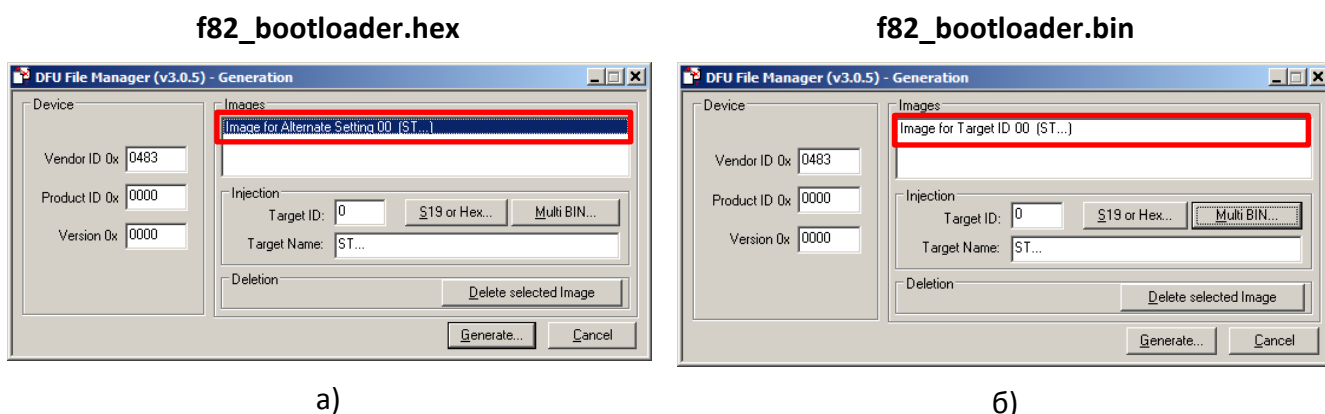 f82_bootloader.hex
DFU File Manager (v3.0.5) - Generation
Device
Vendor ID 0x 0483
Product ID 0x 0000
Version 0x 0000
Images
Image for Alternate Setting 00 (ST...)
Injection
Target ID: 0 S19 or Hex... Multi BIN...
Target Name: ST...
Deletion
Delete selected Image
Generate... Cancel
а)
f82_bootloader.bin
DFU File Manager (v3.0.5) - Generation
Device
Vendor ID 0x 0483
Product ID 0x 0000
Version 0x 0000
Images
Image for Target ID 00 (ST...)
Injection
Target ID: 0 S19 or Hex... Multi BIN...
Target Name: ST...
Deletion
Delete selected Image
Generate... Cancel
б)